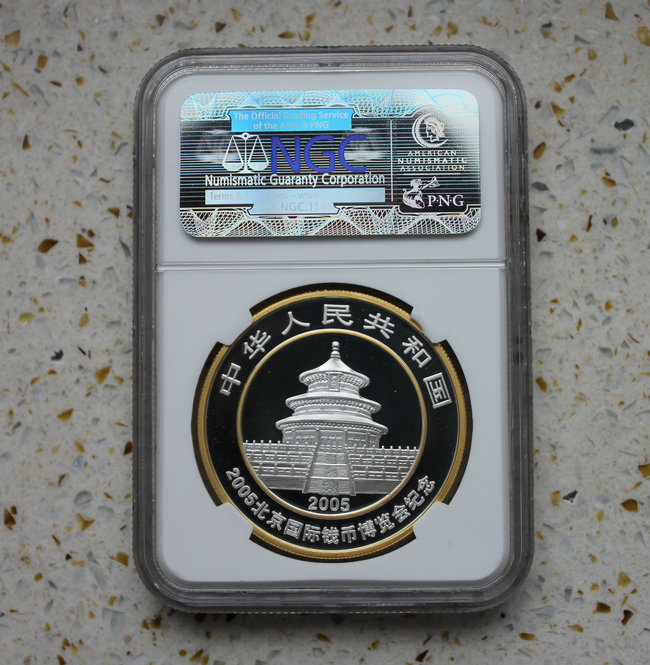 The Official Grading Service
of the ANA & PNG
NGC
Numismatic Guaranty Corporation
AMERICAN
NUMISMATIC
ASSOCIATION
PNG
中华人民共和国
2005
2005北京国际钱币博览会纪念